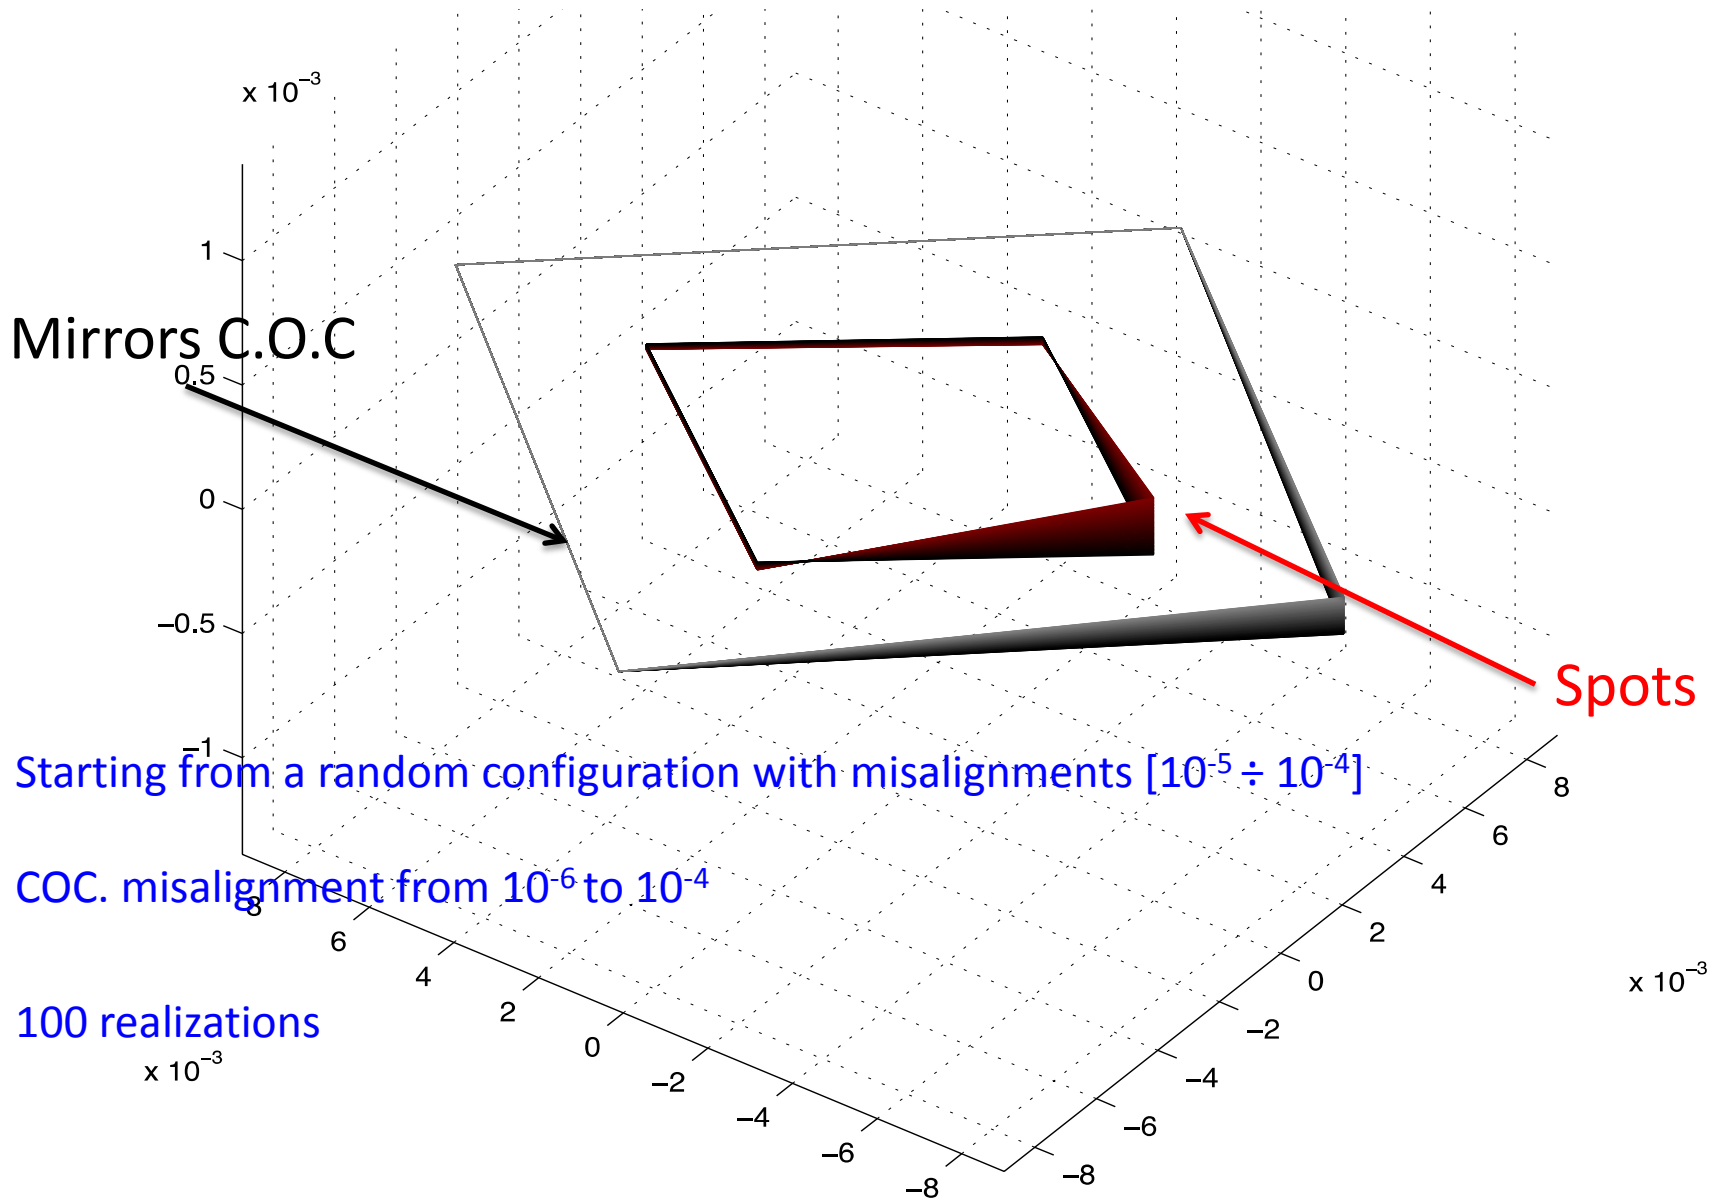 x 10⁻³
1
Mirrors C.O.C
0.5
0
−0.5
Spots
−1
Starting from a random configuration with misalignments [10⁻⁵ ÷ 10⁻⁴]
8
6
COC. misalignment from 10⁻⁶ to 10⁻⁴
4
8
6
2
4
0
x 10⁻³
2
100 realizations
−2
0
x 10⁻³
−4
−2
−6
−4
−8
−6
−8